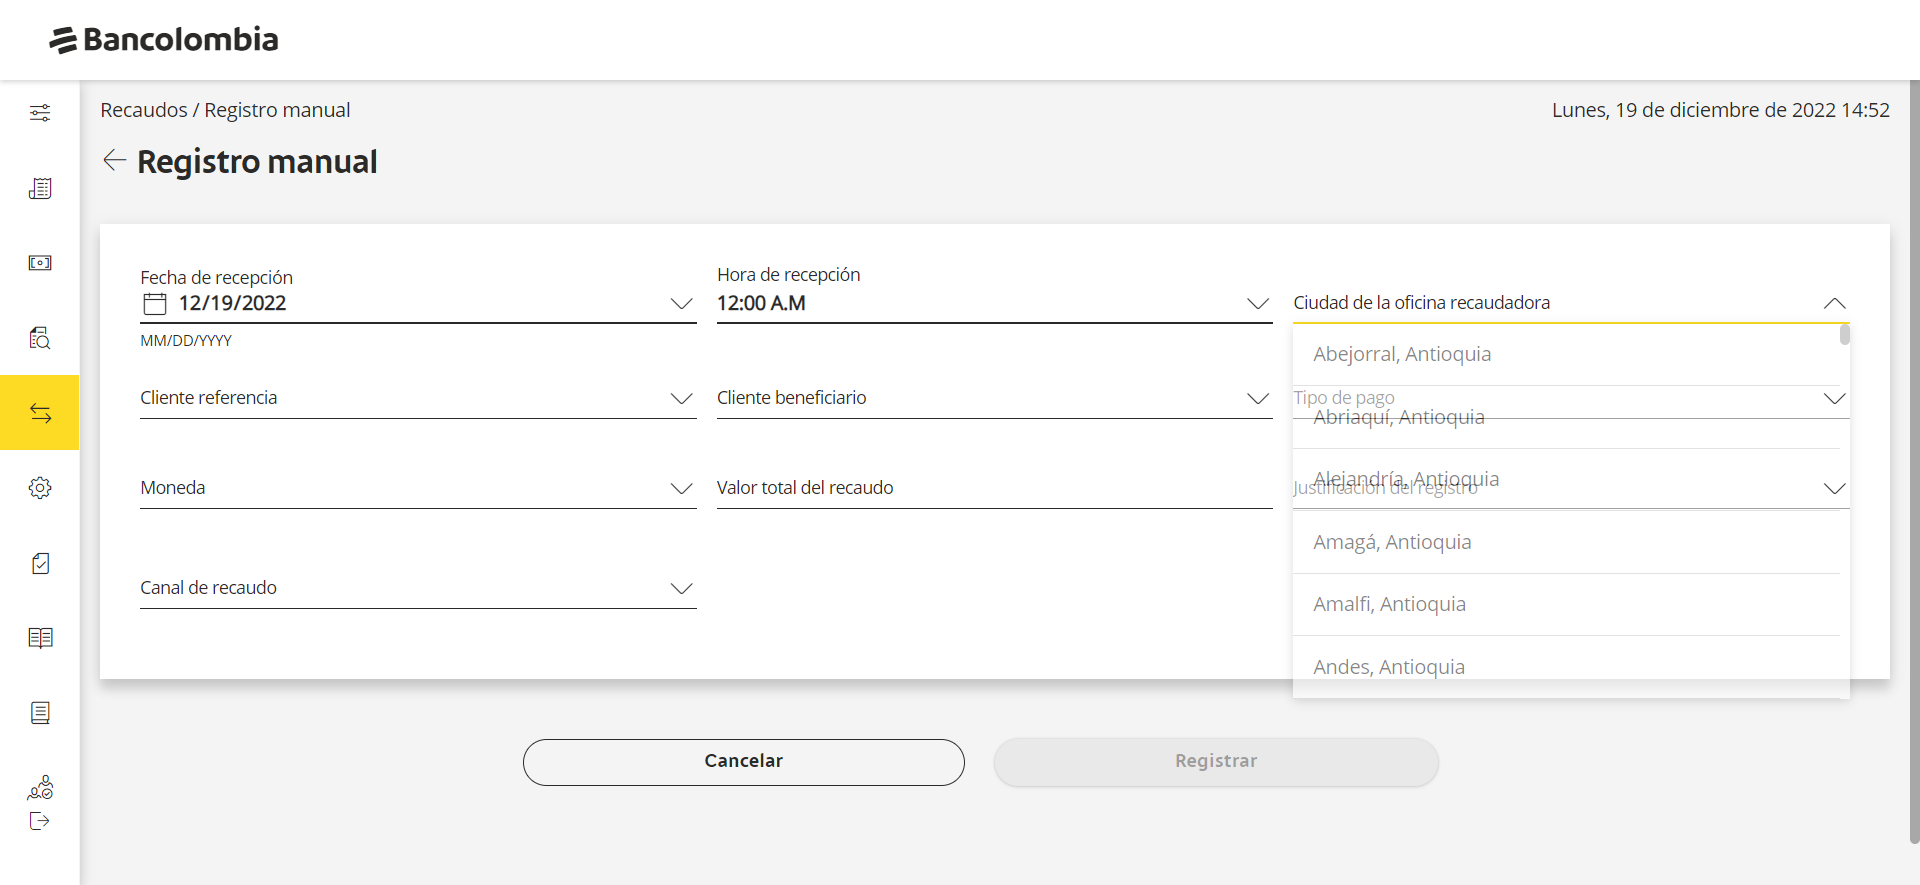 Bancolombia
Recaudos / Registro manual
Lunes, 19 de diciembre de 2022 14:52
Registro manual
Fecha de recepción
12/19/2022
MM/DD/YYYY
Hora de recepción
12:00 A.M
Ciudad de la oficina recaudadora
Abejorral, Antioquia
Cliente referencia
Cliente beneficiario
Tipo de pago
Abriaquí, Antioquia
Alejandría, Antioquia
Moneda
Valor total del recaudo
Justificación del registro
Amagá, Antioquia
Canal de recaudo
Amalfi, Antioquia
Andes, Antioquia
Cancelar
Registrar